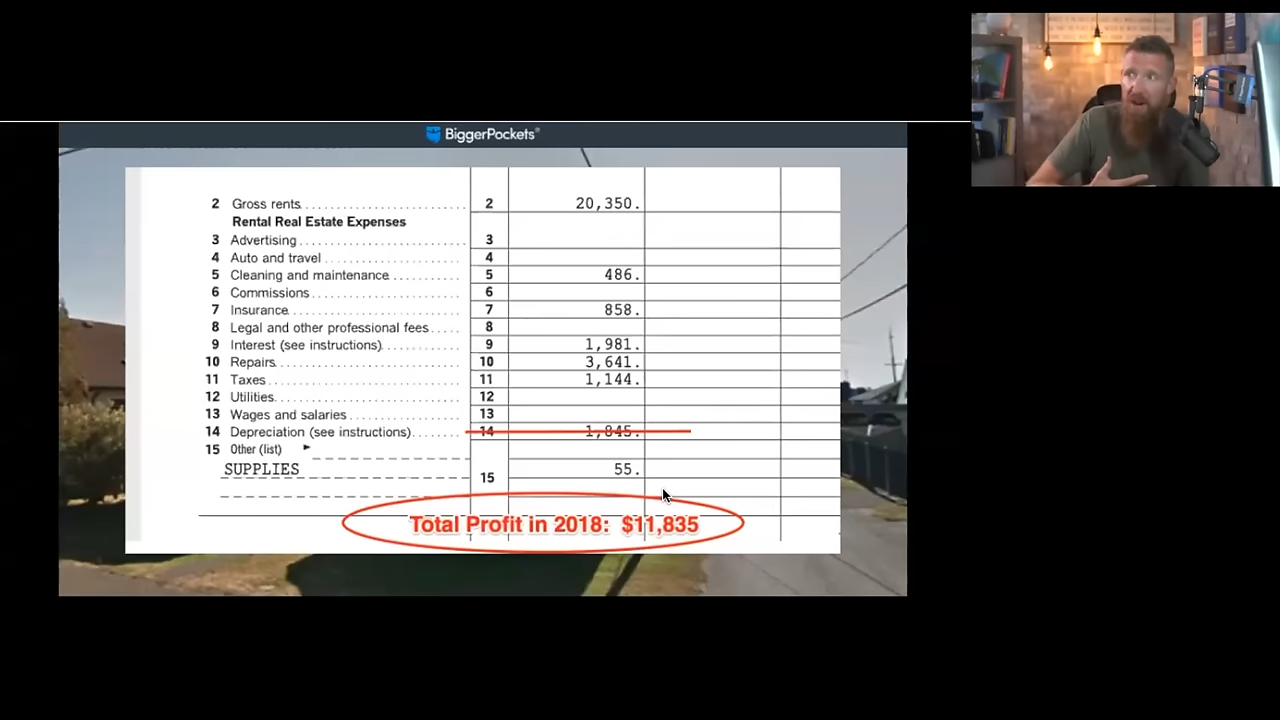 BiggerPockets®
2 Gross rents 2 20,350.
Rental Real Estate Expenses
3 Advertising 3
4 Auto and travel 4
5 Cleaning and maintenance 5 486.
6 Commissions 6
7 Insurance 7 858.
8 Legal and other professional fees 8
9 Interest (see instructions) 9 1,981.
10 Repairs 10 3,641.
11 Taxes 11 1,144.
12 Utilities 12
13 Wages and salaries 13
14 Depreciation (see instructions) 14 1,845.
15 Other (list) ►
SUPPLIES 55.
15
Total Profit in 2018: $11,835